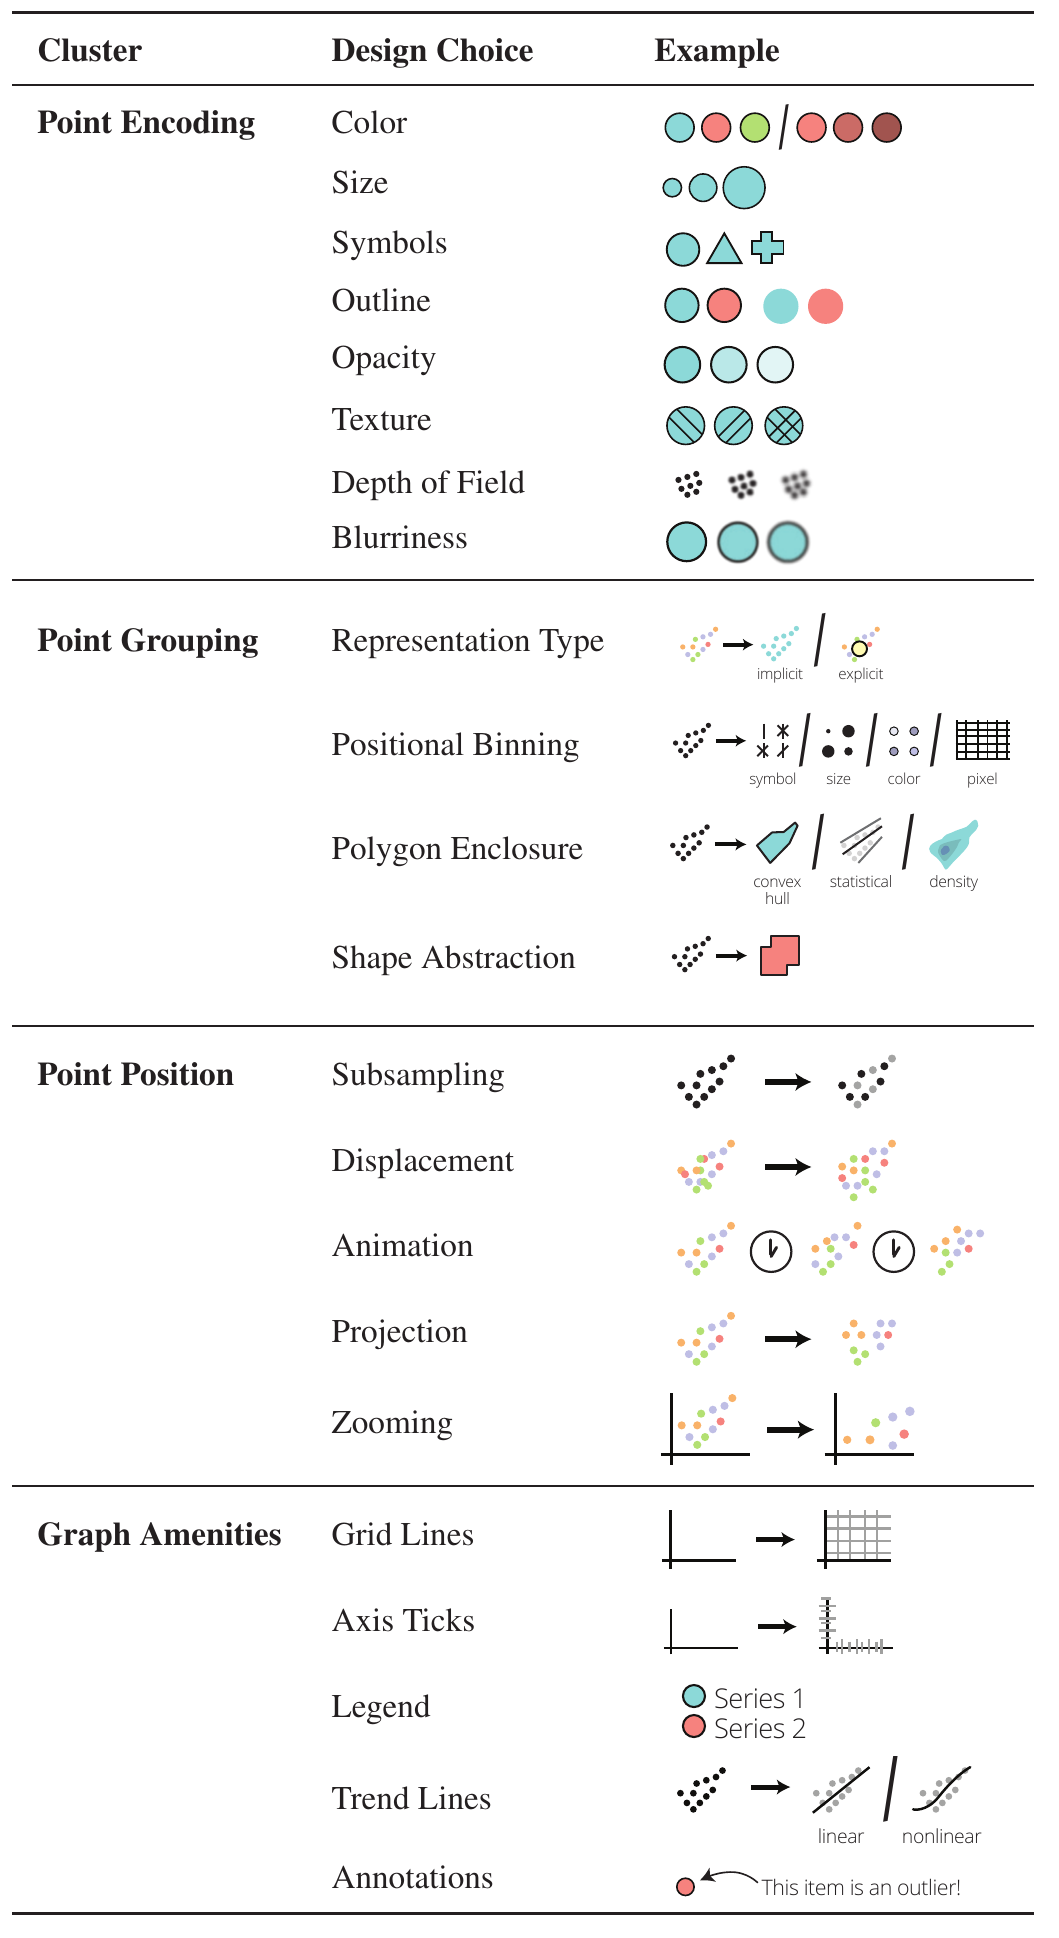 Cluster Design Choice Example
Point Encoding Color
Size
Symbols
Outline
Opacity
Texture
Depth of Field
Blurriness
Point Grouping Representation Type
implicit explicit
Positional Binning
symbol size color pixel
Polygon Enclosure
convex hull statistical density
Shape Abstraction
Point Position Subsampling
Displacement
Animation
Projection
Zooming
Graph Amenities Grid Lines
Axis Ticks
Legend
Series 1
Series 2
Trend Lines
linear nonlinear
Annotations
This item is an outlier!